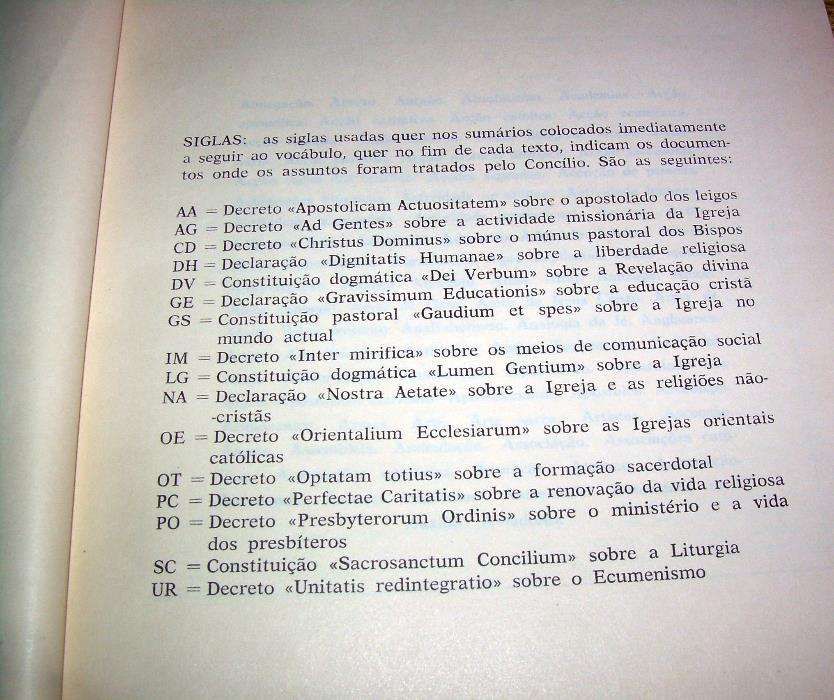 SIGLAS: as siglas usadas quer nos sumários colocados imediatamente
a seguir ao vocábulo, quer no fim de cada texto, indicam os documen-
tos onde os assuntos foram tratados pelo Concílio. São as seguintes:
AA = Decreto «Apostolicam Actuositatem» sobre o apostolado dos leigos
AG = Decreto «Ad Gentes» sobre a actividade missionária da Igreja
CD = Decreto «Christus Dominus» sobre o múnus pastoral dos Bispos
DH = Declaração «Dignitatis Humanae» sobre a liberdade religiosa
DV = Constituição dogmática «Dei Verbum» sobre a Revelação divina
GE = Declaração «Gravissimum Educationis» sobre a educação cristã
GS = Constituição pastoral «Gaudium et spes» sobre a Igreja no
mundo actual
IM = Decreto «Inter mirifica» sobre os meios de comunicação social
LG = Constituição dogmática «Lumen Gentium» sobre a Igreja
NA = Declaração «Nostra Aetate» sobre a Igreja e as religiões não-
-cristãs
OE = Decreto «Orientalium Ecclesiarum» sobre as Igrejas orientais
católicas
OT = Decreto «Optatam totius» sobre a formação sacerdotal
PC = Decreto «Perfectae Caritatis» sobre a renovação da vida religiosa
PO = Decreto «Presbyterorum Ordinis» sobre o ministério e a vida
dos presbíteros
SC = Constituição «Sacrosanctum Concilium» sobre a Liturgia
UR = Decreto «Unitatis redintegratio» sobre o Ecumenismo